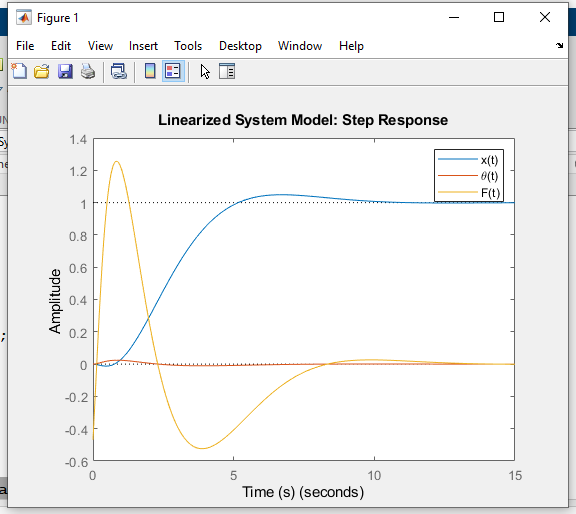 Figure 1
File Edit View Insert Tools Desktop Window Help
Linearized System Model: Step Response
x(t)
θ(t)
F(t)
1.4
1.2
1
0.8
0.6
0.4
0.2
0
-0.2
-0.4
-0.6
Amplitude
0 5 10 15
Time (s) (seconds)